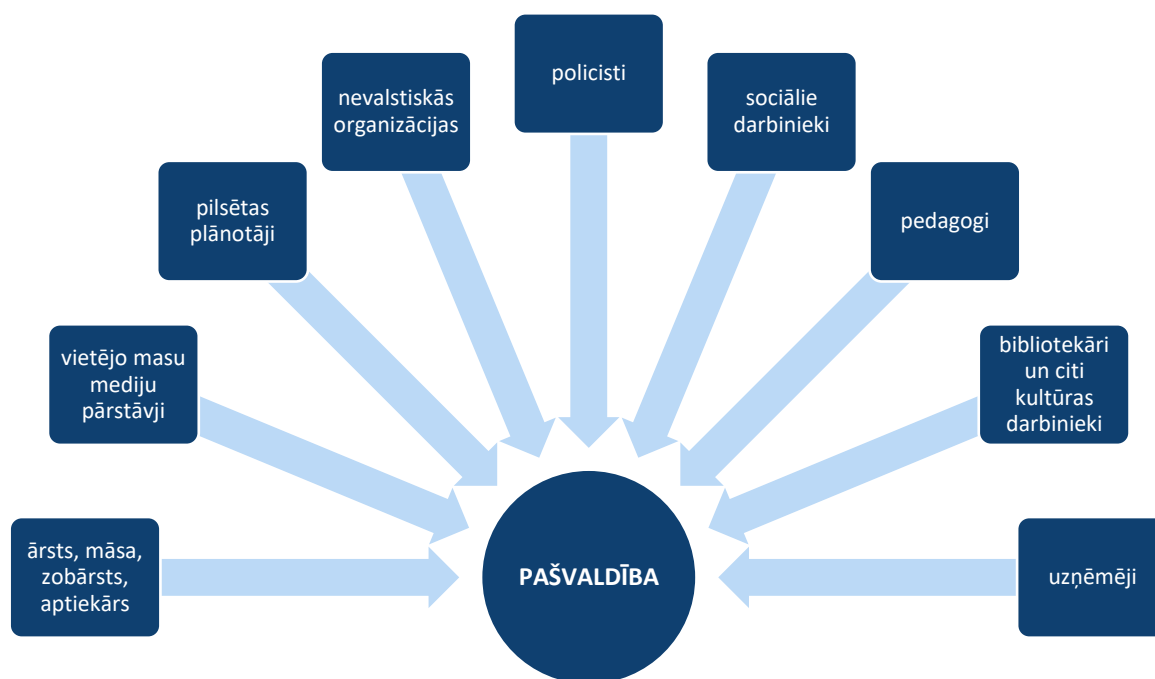 policisti
nevalstiskās
organizācijas
sociālie
darbinieki
pilsētas
plānotāji
pedagogi
vietējo masu
mediju
pārstāvji
bibliotekāri
un citi
kultūras
darbinieki
ārsts, māsa,
zobārsts,
aptiekārs
PAŠVALDĪBA
uzņēmēji